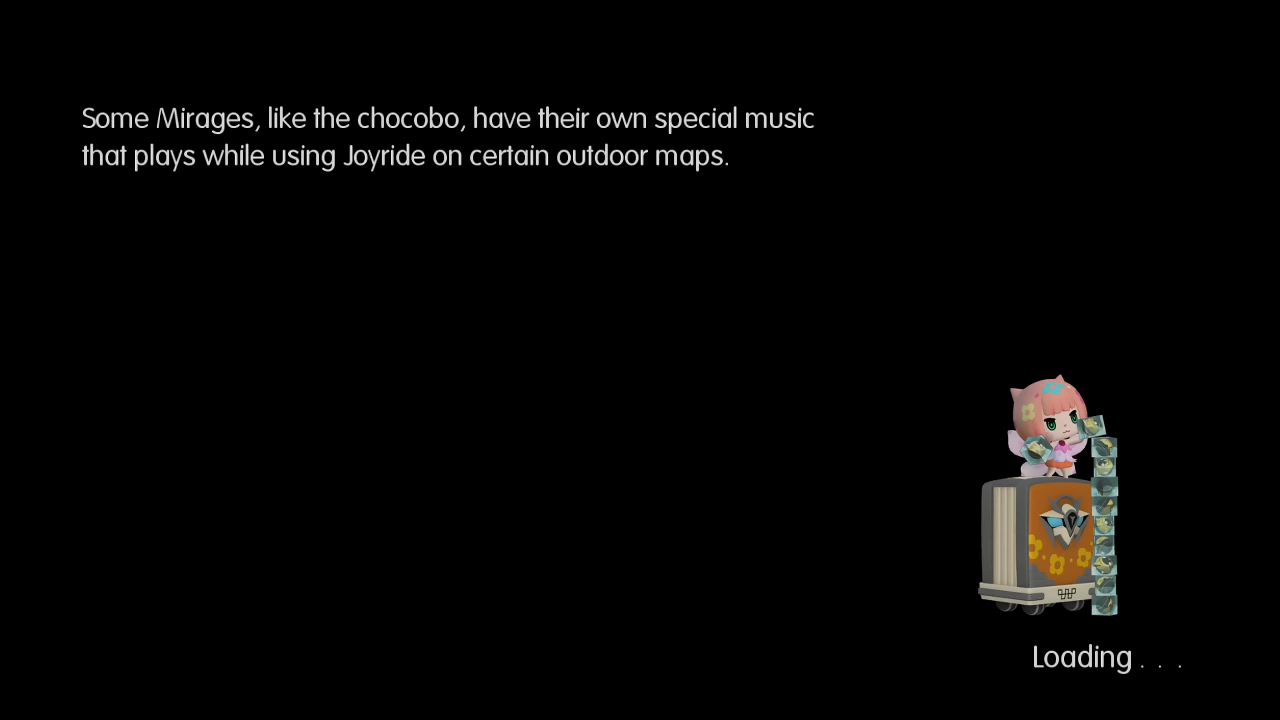 Some Mirages, like the chocobo, have their own special music
that plays while using Joyride on certain outdoor maps.
Loading . . .